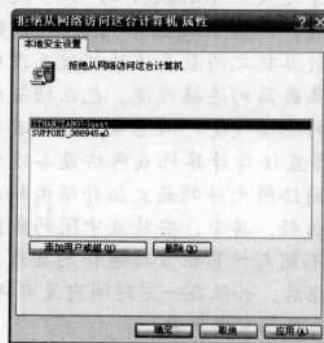 拒绝从网络访问这台计算机 属性
本地安全设置
拒绝从网络访问这台计算机
SUPPORT_388945a0
添加用户或组(U)
删除(R)
确定
取消
应用(A)